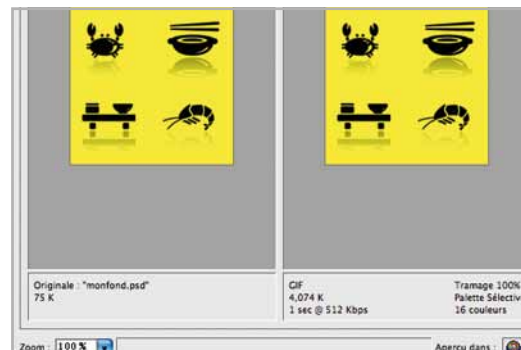 Originale : "monfond.psd"
75 K
GIF
4,074 K
1 sec @ 512 Kbps
Tramage 100%
Palette Sélective
16 couleurs
Zoom : 100 %
Aperçu dans :